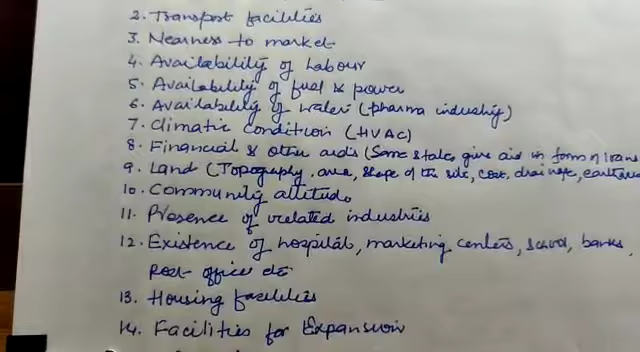 2. Transport facilities
3. Nearness to market
4. Availability of Labour
5. Availability of fuel & power
6. Availability of water (pharma industry)
7. Climatic condition (HVAC)
8. Financial & other aids (Some states give aid in form of loans
9. Land (Topography, area, shape of the site, cost, drainage,
10. Community attitude
11. Presence of related industries
12. Existence of hospitals, marketing centers, school, banks,
Post office etc
13. Housing facilities
14. Facilities for Expansion